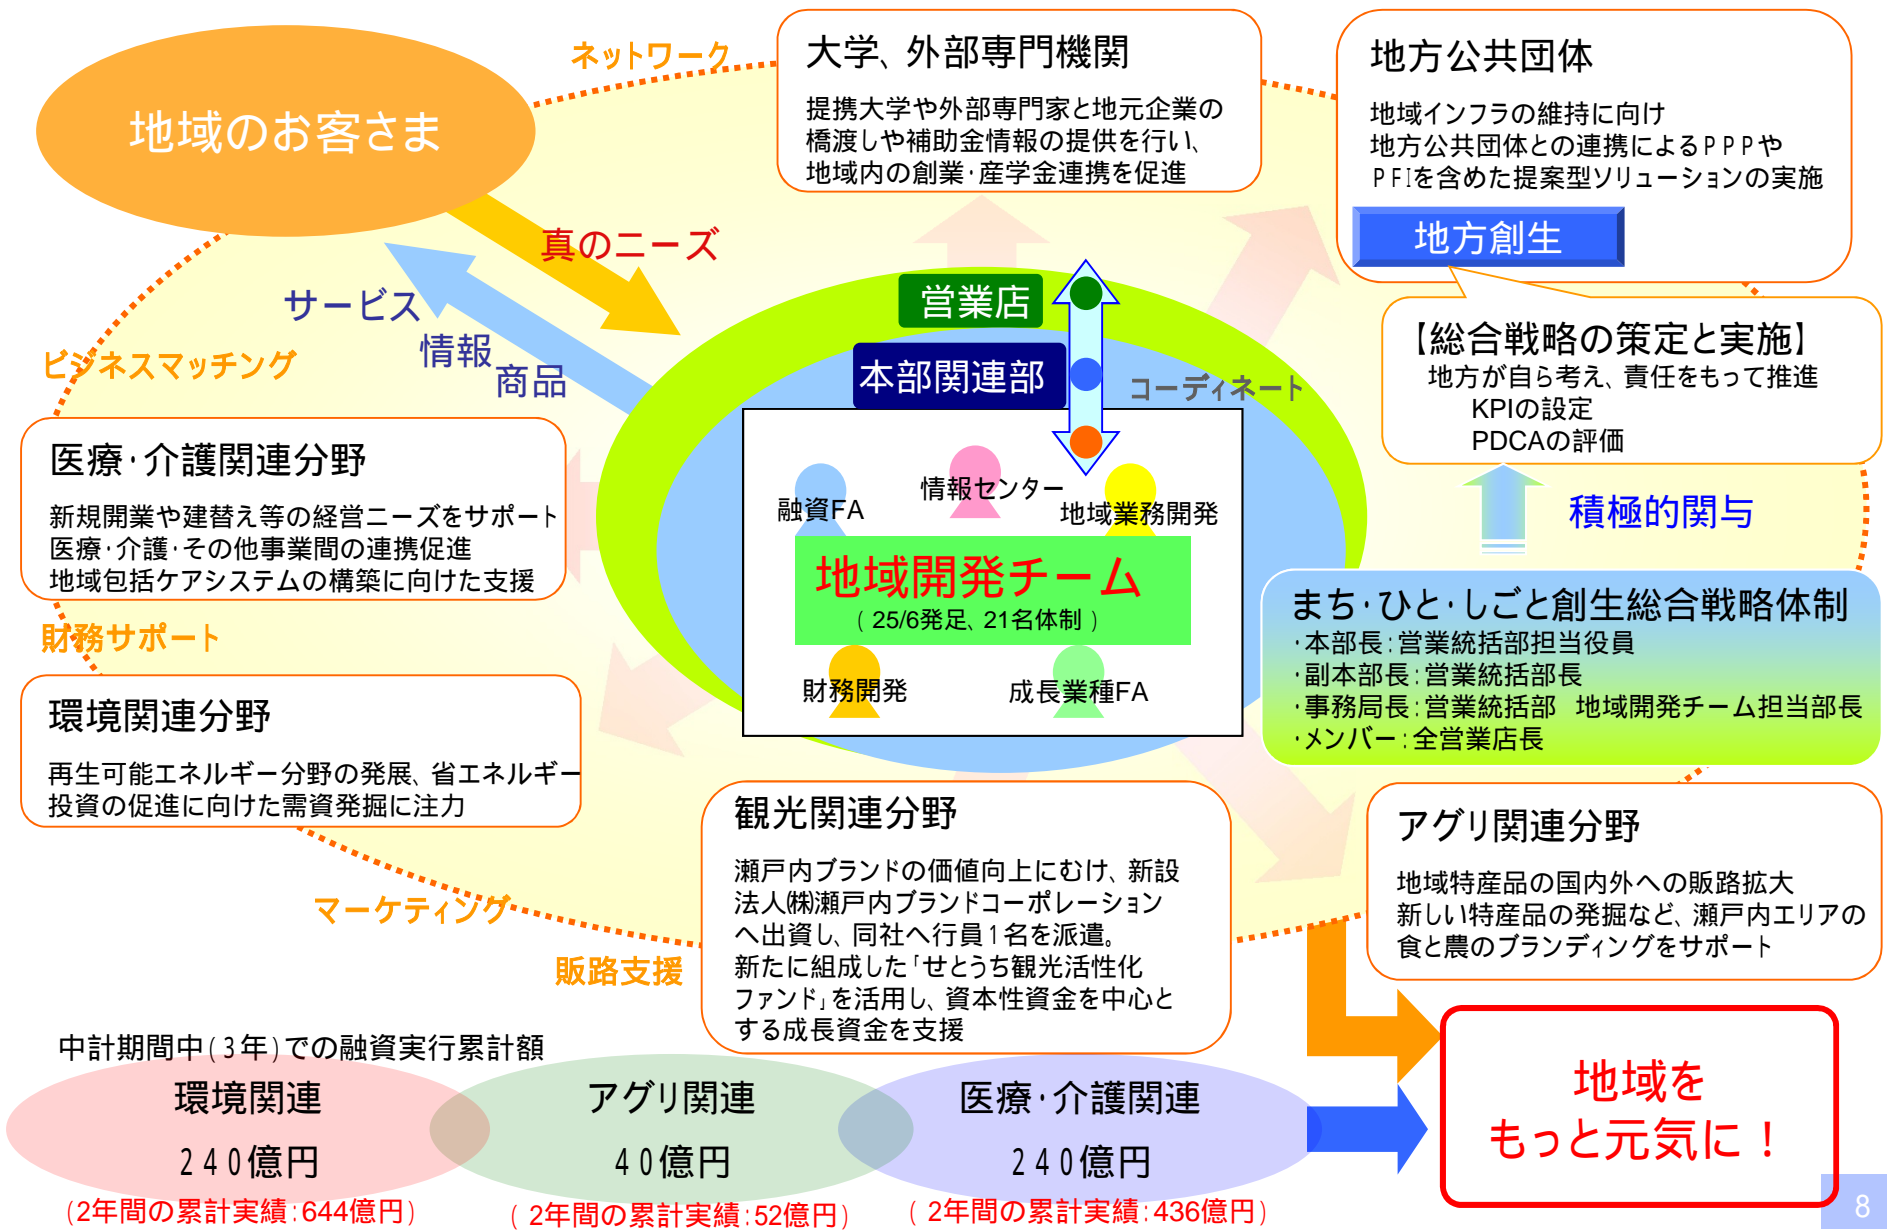 ネットワーク
大学、外部専門機関
提携大学や外部専門家と地元企業の
橋渡しや補助金情報の提供を行い、
地域内の創業・産学金連携を促進
地方公共団体
地域インフラの維持に向け
地方公共団体との連携によるPPPや
PFIを含めた提案型ソリューションの実施
地方創生
地域のお客さま
真のニーズ
サービス
情報
商品
営業店
本部関連部
コーディネート
【総合戦略の策定と実施】
地方が自ら考え、責任をもって推進
KPIの設定
PDCAの評価
積極的関与
ビジネスマッチング
医療・介護関連分野
新規開業や建替え等の経営ニーズをサポート
医療・介護・その他事業間の連携促進
地域包括ケアシステムの構築に向けた支援
融資FA
情報センター
地域業務開発
地域開発チーム
(25/6発足、21名体制)
財務開発
成長業種FA
まち・ひと・しごと創生総合戦略体制
・本部長:営業統括部担当役員
・副本部長:営業統括部長
・事務局長:営業統括部 地域開発チーム担当部長
・メンバー:全営業店長
財務サポート
環境関連分野
再生可能エネルギー分野の発展、省エネルギー
投資の促進に向けた需資発掘に注力
マーケティング
販路支援
観光関連分野
瀬戸内ブランドの価値向上にむけ、新設
法人㈱瀬戸内ブランドコーポレーション
へ出資し、同社へ行員1名を派遣。
新たに組成した「せとうち観光活性化
ファンド」を活用し、資本性資金を中心と
する成長資金を支援
アグリ関連分野
地域特産品の国内外への販路拡大
新しい特産品の発掘など、瀬戸内エリアの
食と農のブランディングをサポート
中計期間中(3年)での融資実行累計額
環境関連
240億円
(2年間の累計実績:644億円)
アグリ関連
40億円
(2年間の累計実績:52億円)
医療・介護関連
240億円
(2年間の累計実績:436億円)
地域を
もっと元気に!
8